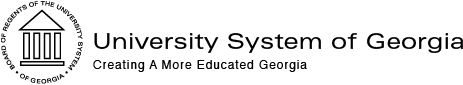 BOARD OF REGENTS OF THE UNIVERSITY SYSTEM
• OF GEORGIA •
University System of Georgia
Creating A More Educated Georgia